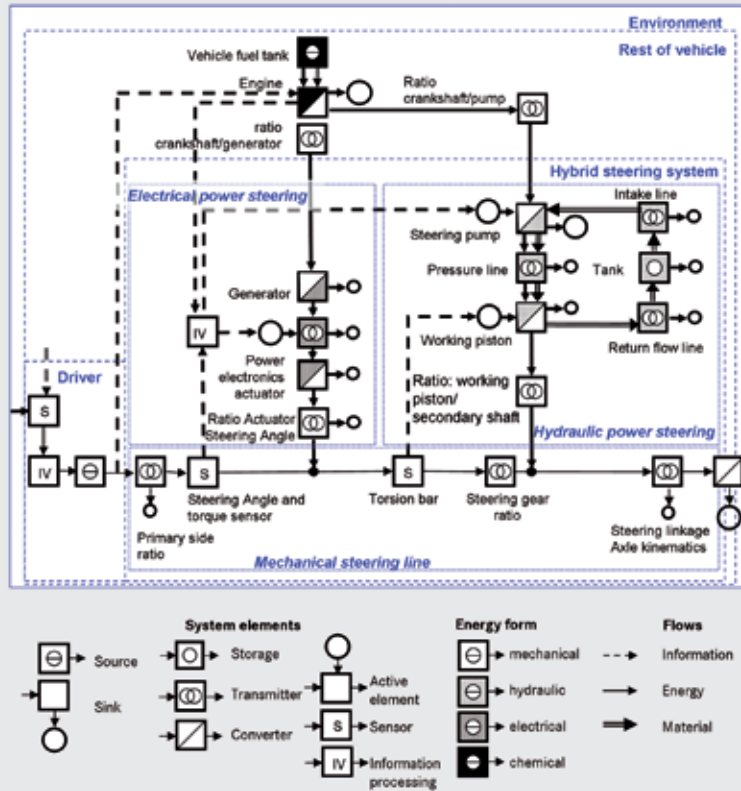 Environment
Rest of vehicle
Vehicle fuel tank
Engine
Ratio
crankshaft/pump
ratio
crankshaft/generator
Hybrid steering system
Electrical power steering
Intake line
Steering pump
Generator
Pressure line
Tank
IV
Working piston
Return flow line
Power
electronics
actuator
Driver
Ratio: working
piston/
secondary shaft
S
Ratio Actuator
Steering Angle
Hydraulic power steering
IV
S
S
Steering Angle and
torque sensor
Torsion bar
Steering gear
ratio
Primary side
ratio
Steering linkage
Axle kinematics
Mechanical steering line
System elements
Energy form
Flows
Source
Storage
mechanical
Information
Sink
Transmitter
Active
element
hydraulic
Energy
Converter
S
Sensor
electrical
Material
IV
Information
processing
chemical